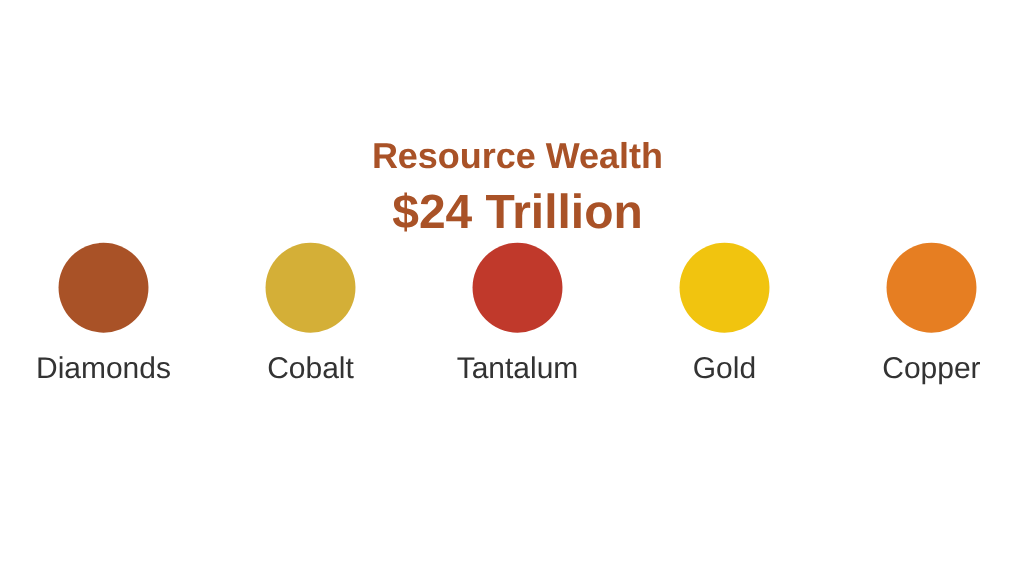 Resource Wealth
$24 Trillion
Diamonds
Cobalt
Tantalum
Gold
Copper